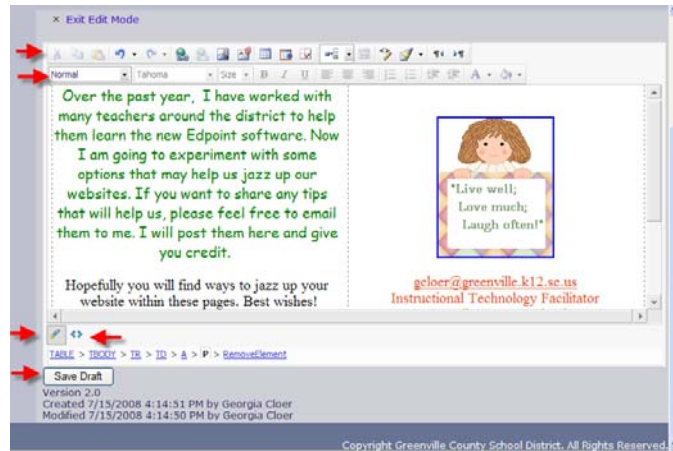 × Exit Edit Mode
Normal Tahoma Size B I U A
Over the past year, I have worked with
many teachers around the district to help
them learn the new Edpoint software. Now
I am going to experiment with some
options that may help us jazz up our
websites. If you want to share any tips
that will help us, please feel free to email
them to me. I will post them here and give
you credit.
Hopefully you will find ways to jazz up your
website within these pages. Best wishes!
"Live well;
Love much;
Laugh often!"
gcloer@greenville.k12.sc.us
Instructional Technology Facilitator
TABLE > TBODY > TR > TD > A > P > RemoveElement
Save Draft
Version 2.0
Created 7/15/2008 4:14:51 PM by Georgia Cloer
Modified 7/15/2008 4:14:50 PM by Georgia Cloer
Copyright Greenville County School District. All Rights Reserved.